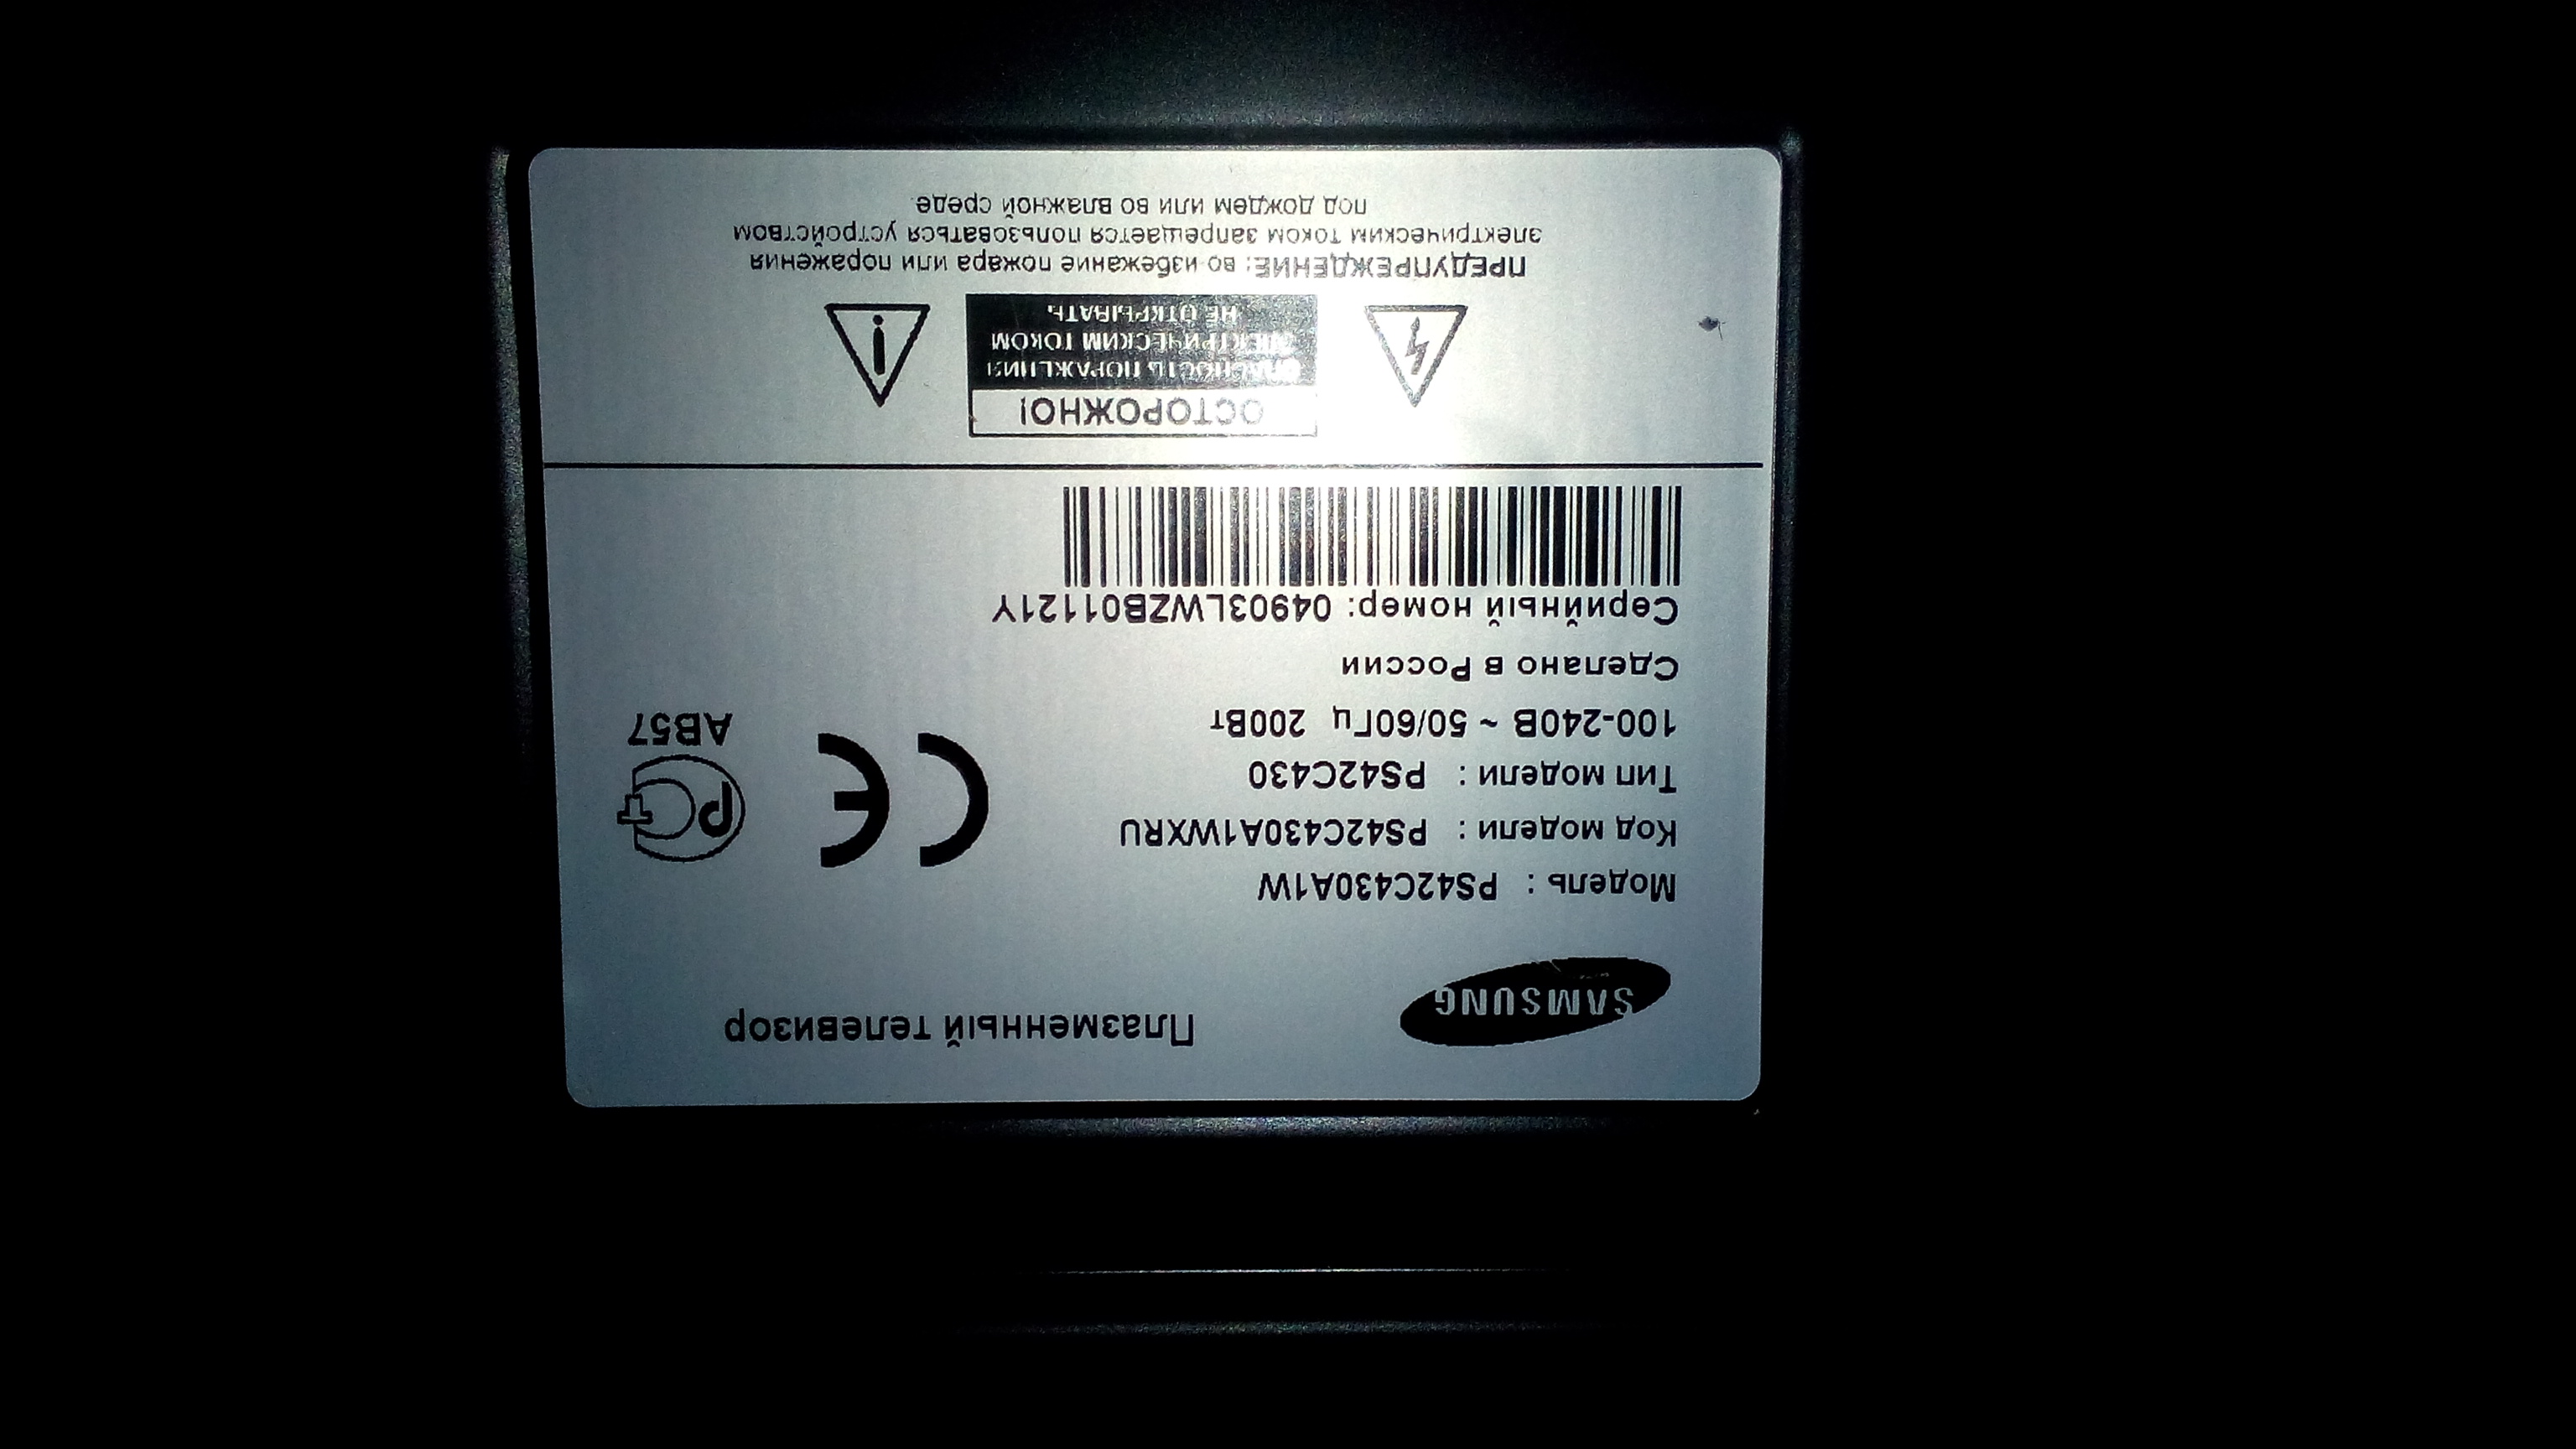 SAMSUNG
Плазменный телевизор
Модель : PS42C430A1W
Код модели : PS42C430A1WXRU
Тип модели : PS42C430
100-240В ~ 50/60Гц 200Вт
PCT
АВ57
Сделано в России
Серийный номер: 04903LWZB01121Y
ОСТОРОЖНО!
ОПАСНОСТЬ ПОРАЖЕНИЯ
ЭЛЕКТРИЧЕСКИМ ТОКОМ
НЕ ОТКРЫВАТЬ.
ПРЕДУПРЕЖДЕНИЕ: во избежание пожара или поражения
электрическим током запрещается пользоваться устройством
под дождем или во влажной среде.